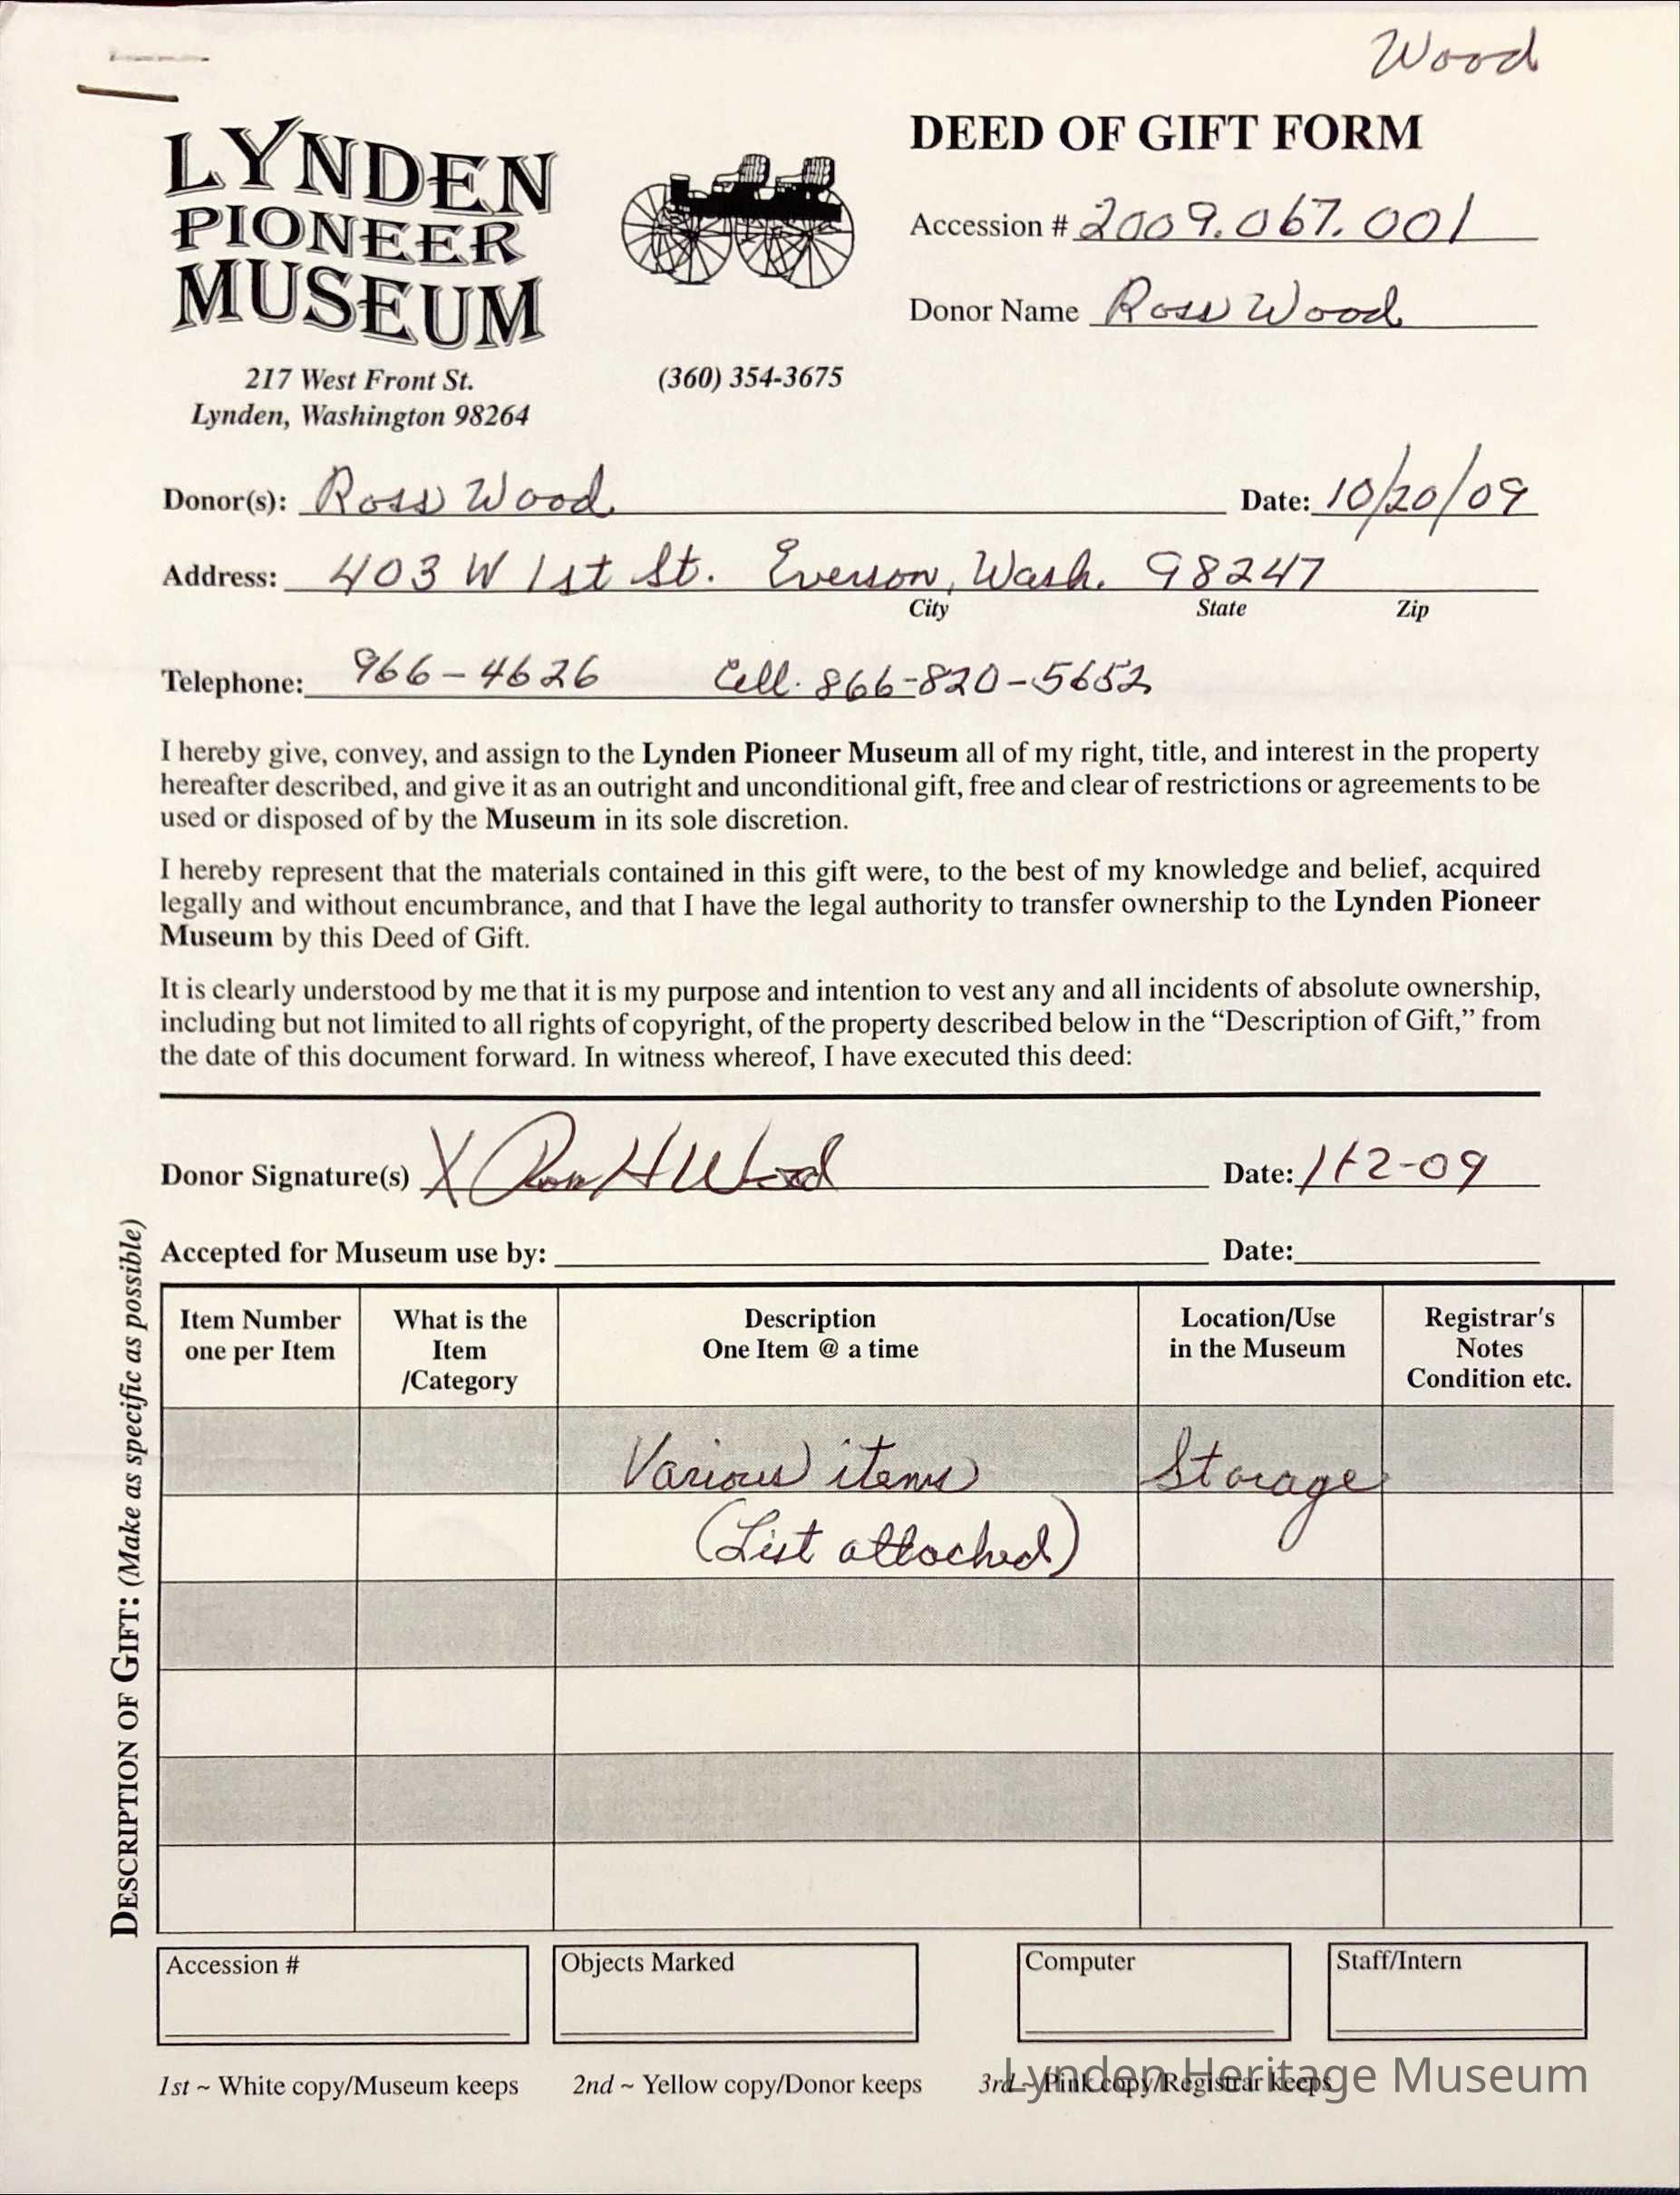 Wood
LYNDEN
PIONEER
MUSEUM
217 West Front St.
Lynden, Washington 98264
(360) 354-3675
DEED OF GIFT FORM
Accession # 2009.067.001
Donor Name Ross Wood
Donor(s): Ross Wood Date: 10/20/09
Address: 403 W 1st St. Everson, Wash. 98247
City State Zip
Telephone: 966-4626 Cell. 866-820-5652
I hereby give, convey, and assign to the Lynden Pioneer Museum all of my right, title, and interest in the property
hereafter described, and give it as an outright and unconditional gift, free and clear of restrictions or agreements to be
used or disposed of by the Museum in its sole discretion.
I hereby represent that the materials contained in this gift were, to the best of my knowledge and belief, acquired
legally and without encumbrance, and that I have the legal authority to transfer ownership to the Lynden Pioneer
Museum by this Deed of Gift.
It is clearly understood by me that it is my purpose and intention to vest any and all incidents of absolute ownership,
including but not limited to all rights of copyright, of the property described below in the “Description of Gift,” from
the date of this document forward. In witness whereof, I have executed this deed:
Donor Signature(s) X Ross H Wood Date: 11-2-09
Accepted for Museum use by: Date:
DESCRIPTION OF GIFT: (Make as specific as possible)
Item Number one per Item
What is the Item /Category
Description One Item @ a time
Location/Use in the Museum
Registrar's Notes Condition etc.
Various items Storage
(List attached)
Accession # Objects Marked Computer Staff/Intern
1st ~ White copy/Museum keeps 2nd ~ Yellow copy/Donor keeps 3rd ~ Pink copy/Registrar keeps
Lynden Heritage Museum